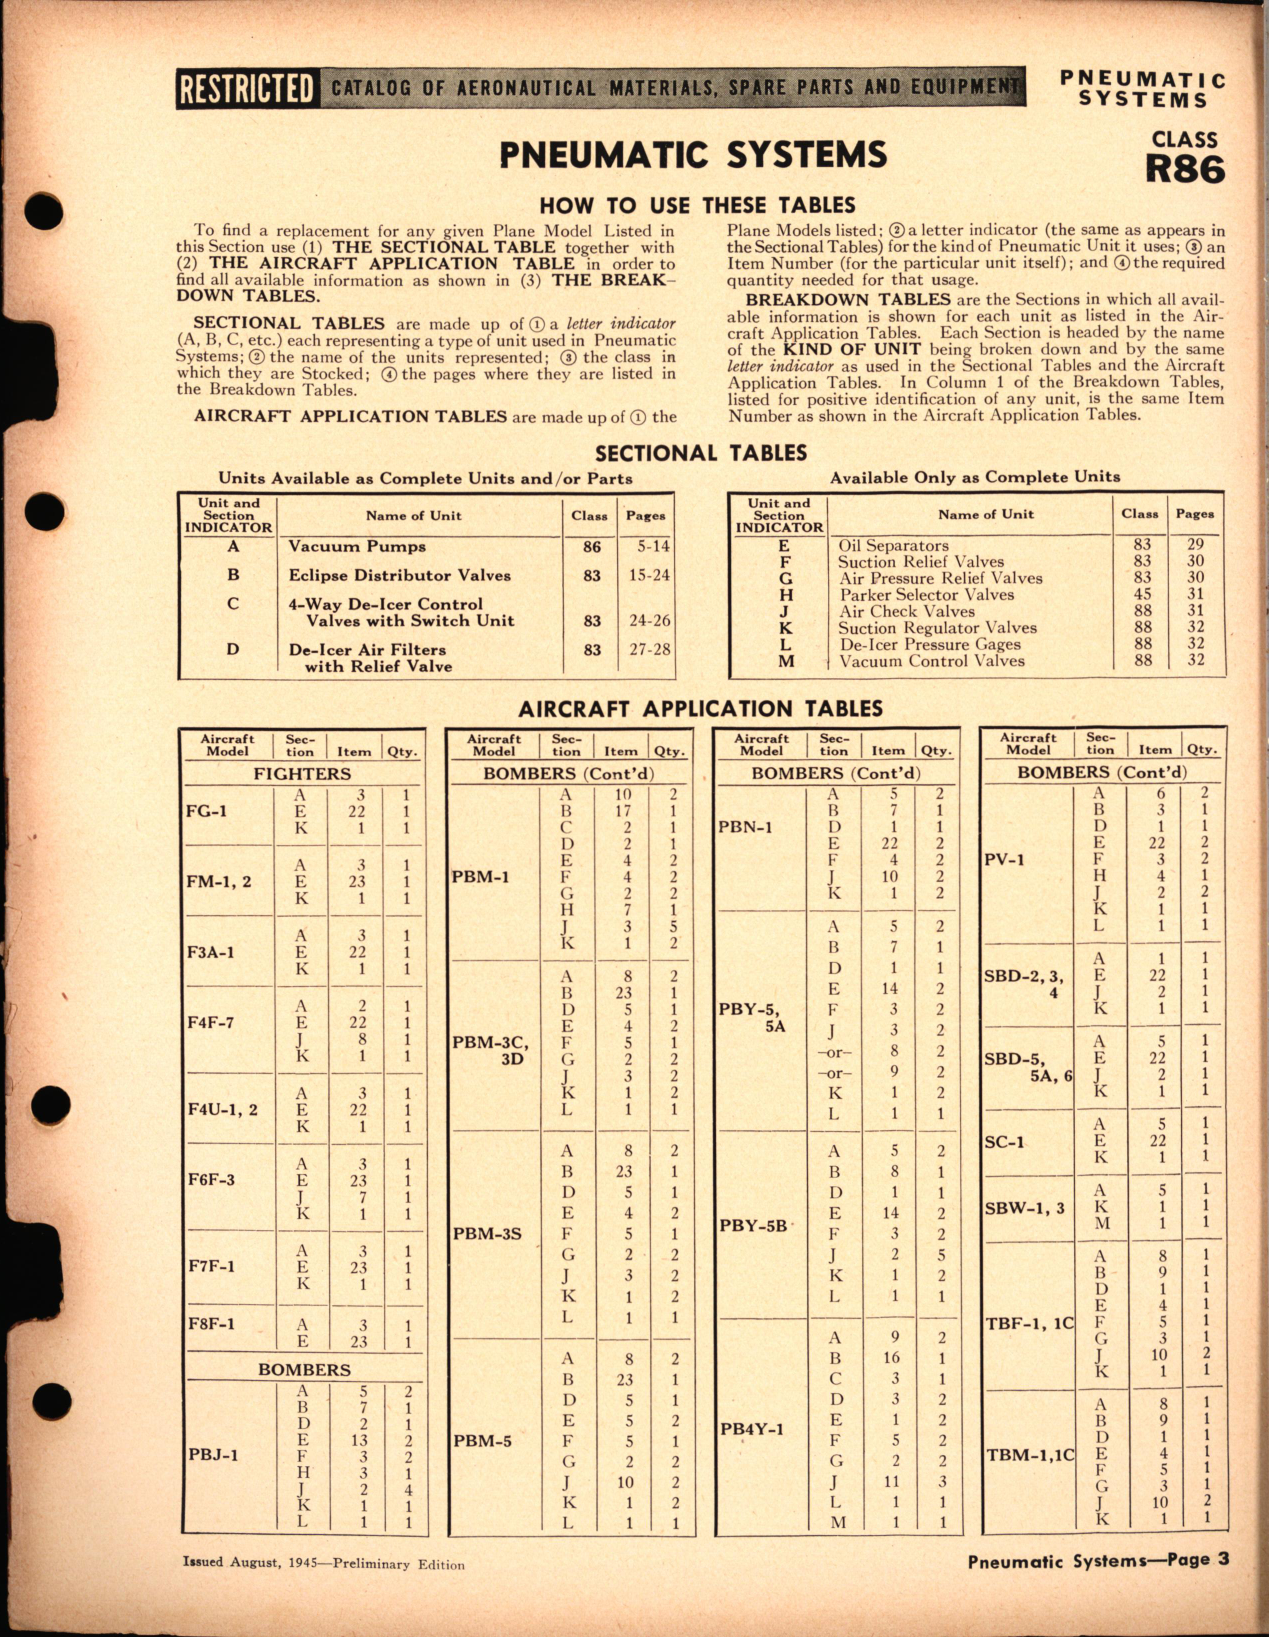 RESTRICTED CATALOG OF AERONAUTICAL MATERIALS, SPARE PARTS AND EQUIPMENT
PNEUMATIC
SYSTEMS
CLASS
R86
PNEUMATIC SYSTEMS
HOW TO USE THESE TABLES
To find a replacement for any given Plane Model Listed in
this Section use (1) THE SECTIONAL TABLE together with
(2) THE AIRCRAFT APPLICATION TABLE in order to
find all available information as shown in (3) THE BREAK-
DOWN TABLES.
SECTIONAL TABLES are made up of ① a letter indicator
(A, B, C, etc.) each representing a type of unit used in Pneumatic
Systems; ② the name of the units represented; ③ the class in
which they are Stocked; ④ the pages where they are listed in
the Breakdown Tables.
AIRCRAFT APPLICATION TABLES are made up of ① the
Plane Models listed; ② a letter indicator (the same as appears in
the Sectional Tables) for the kind of Pneumatic Unit it uses; ③ an
Item Number (for the particular unit itself); and ④ the required
quantity needed for that usage.
BREAKDOWN TABLES are the Sections in which all avail-
able information is shown for each unit as listed in the Air-
craft Application Tables. Each Section is headed by the name
of the KIND OF UNIT being broken down and by the same
letter indicator as used in the Sectional Tables and the Aircraft
Application Tables. In Column 1 of the Breakdown Tables,
listed for positive identification of any unit, is the same Item
Number as shown in the Aircraft Application Tables.
SECTIONAL TABLES
Units Available as Complete Units and/or Parts
Unit and
Section
INDICATOR Name of Unit Class Pages
A Vacuum Pumps 86 5-14
B Eclipse Distributor Valves 83 15-24
C 4-Way De-Icer Control
Valves with Switch Unit 83 24-26
D De-Icer Air Filters 83 27-28
with Relief Valve
Available Only as Complete Units
Unit and
Section
INDICATOR Name of Unit Class Pages
E Oil Separators 83 29
F Suction Relief Valves 83 30
G Air Pressure Relief Valves 83 30
H Parker Selector Valves 45 31
J Air Check Valves 88 31
K Suction Regulator Valves 88 32
L De-Icer Pressure Gages 88 32
M Vacuum Control Valves 88 32
AIRCRAFT APPLICATION TABLES
Aircraft Sec-
Model tion Item Qty.
FIGHTERS
A 3 1
FG-1 E 22 1
K 1 1
A 3 1
FM-1, 2 E 23 1
K 1 1
A 3 1
F3A-1 E 22 1
K 1 1
A 2 1
F4F-7 E 22 1
J 8 1
K 1 1
A 3 1
F4U-1, 2 E 22 1
K 1 1
A 3 1
F6F-3 E 23 1
J 7 1
K 1 1
A 3 1
F7F-1 E 23 1
K 1 1
F8F-1 A 3 1
E 23 1
BOMBERS
A 5 2
B 7 1
D 2 1
E 13 2
PBJ-1 F 3 2
H 3 1
J 2 4
K 1 1
L 1 1
Aircraft Sec-
Model tion Item Qty.
BOMBERS (Cont'd)
A 10 2
B 17 1
C 2 1
D 2 1
E 4 2
PBM-1 F 4 2
G 2 2
H 7 1
J 3 5
K 1 2
A 8 2
B 23 1
D 5 1
E 4 2
PBM-3C, F 5 1
3D G 2 2
J 3 2
K 1 2
L 1 1
A 8 2
B 23 1
D 5 1
E 4 2
PBM-3S F 5 1
G 2 2
J 3 2
K 1 2
L 1 1
A 8 2
B 23 1
D 5 1
E 5 2
PBM-5 F 5 1
G 2 2
J 10 2
K 1 2
L 1 1
Aircraft Sec-
Model tion Item Qty.
BOMBERS (Cont'd)
A 5 2
B 7 1
PBN-1 D 1 1
E 22 2
F 4 2
J 10 2
K 1 2
A 5 2
B 7 1
D 1 1
E 14 2
PBY-5, F 3 2
5A J 3 2
-or- 8 2
-or- 9 2
K 1 2
L 1 1
A 5 2
B 8 1
D 1 1
E 14 2
PBY-5B F 3 2
J 2 5
K 1 2
L 1 1
A 9 2
B 16 1
C 3 1
D 3 2
E 1 2
PB4Y-1 F 5 2
G 2 2
J 11 3
L 1 1
M 1 1
Aircraft Sec-
Model tion Item Qty.
BOMBERS (Cont'd)
A 6 2
B 3 1
D 1 1
E 22 2
PV-1 F 3 2
H 4 1
J 2 2
K 1 1
L 1 1
A 1 1
SBD-2, 3, E 22 1
4 J 2 1
K 1 1
A 5 1
SBD-5, E 22 1
5A, 6 J 2 1
K 1 1
A 5 1
SC-1 E 22 1
K 1 1
A 5 1
SBW-1, 3 K 1 1
M 1 1
A 8 1
B 9 1
D 1 1
E 4 1
TBF-1, 1C F 5 1
G 3 1
J 10 2
K 1 1
A 8 1
B 9 1
D 1 1
TBM-1,1C E 4 1
F 5 1
G 3 1
J 10 2
K 1 1
Issued August, 1945—Preliminary Edition
Pneumatic Systems—Page 3